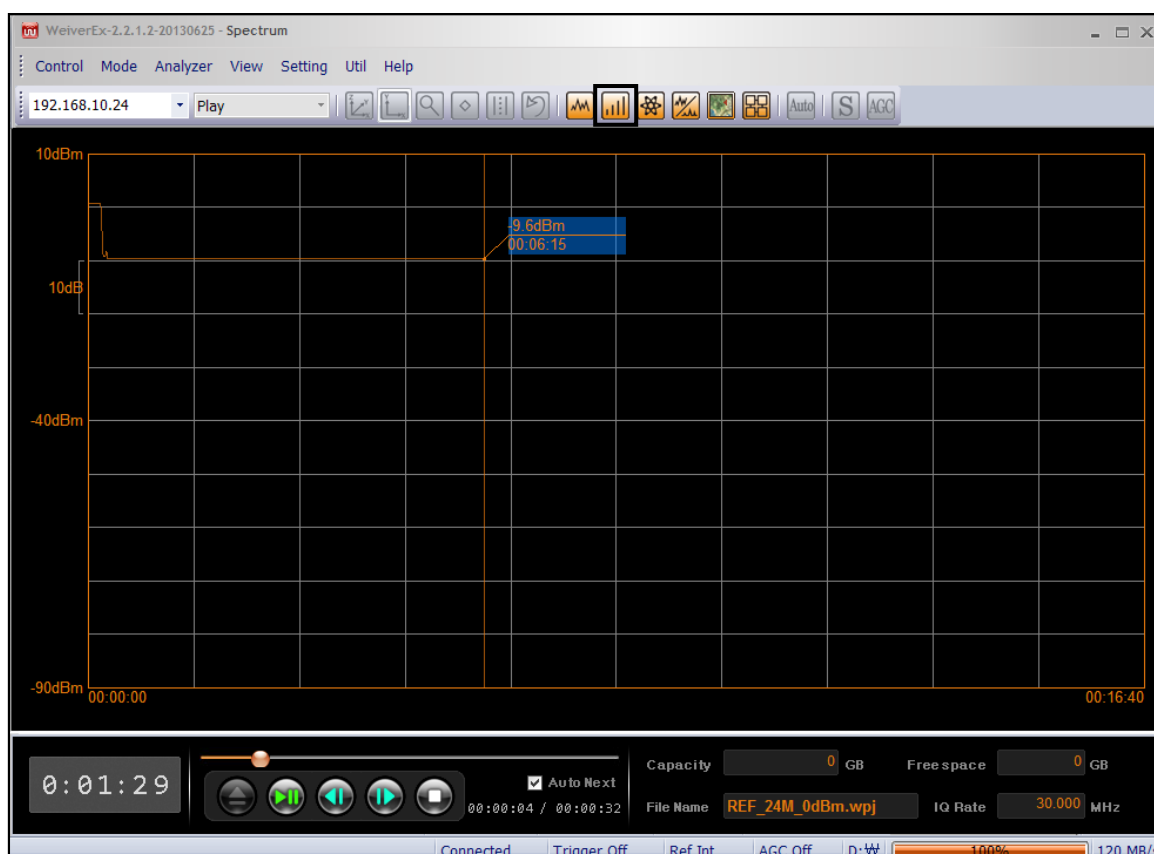 WeiverEx-2.2.1.2-20130625 - Spectrum
Control Mode Analyzer View Setting Util Help
192.168.10.24 Play Auto S AGC
10dBm
-9.6dBm
00:06:15
10dB
-40dBm
-90dBm
00:00:00 00:16:40
0:01:29
Auto Next
00:00:04 / 00:00:32
Capacity 0 GB Free space 0 GB
File Name REF_24M_0dBm.wpj IQ Rate 30.000 MHz
Connected Trigger Off Ref Int AGC Off D:₩ 100% 120 MB/